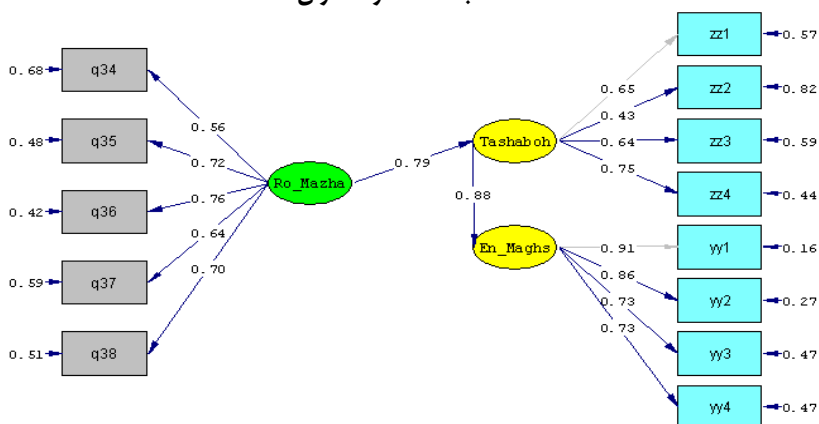 0.68 q34 0.56
0.48 q35 0.72
0.42 q36 0.76
0.59 q37 0.64
0.51 q38 0.70
Ro_Mazha
0.79
Tashaboh
0.88
En_Maghs
0.65 zz1 0.57
0.43 zz2 0.82
0.64 zz3 0.59
0.75 zz4 0.44
0.91 yy1 0.16
0.86 yy2 0.27
0.73 yy3 0.47
0.73 yy4 0.47